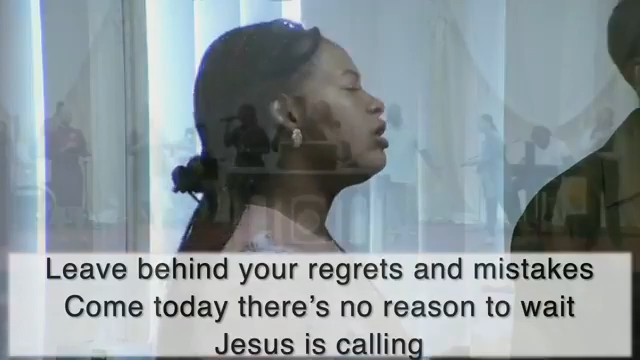 Leave behind your regrets and mistakes
Come today there’s no reason to wait
Jesus is calling